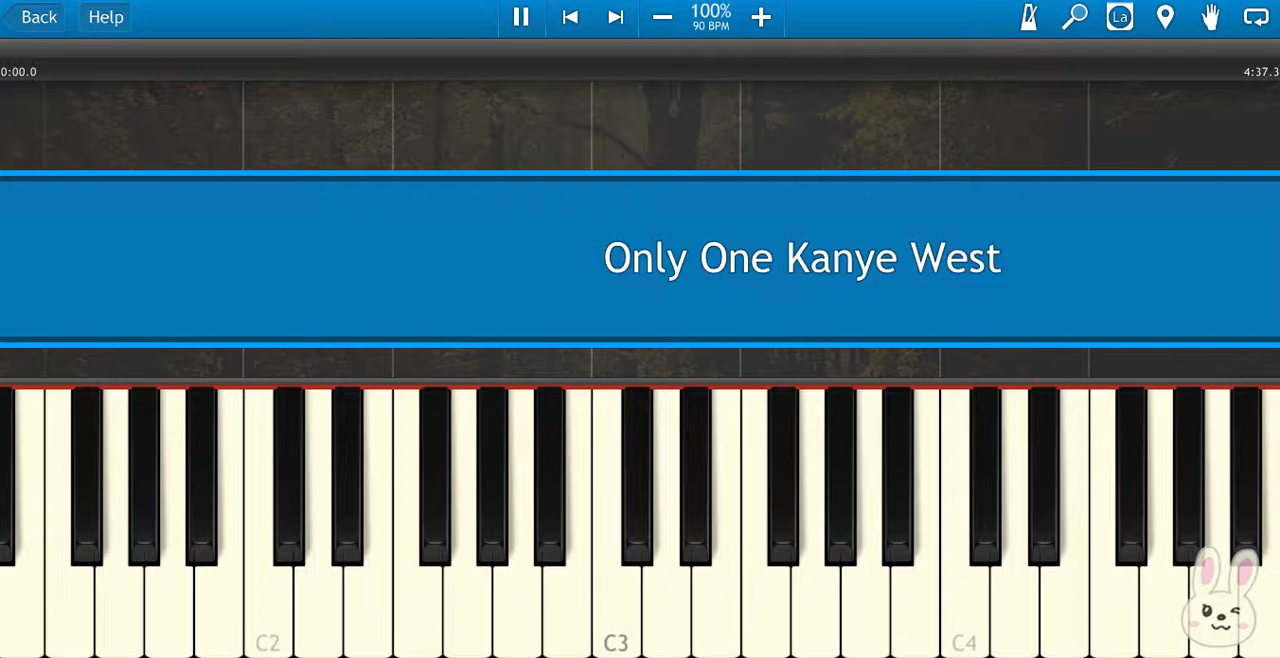 Back Help 100% La
90 BPM
0:00.0 4:37.3
Only One Kanye West
C2 C3 C4